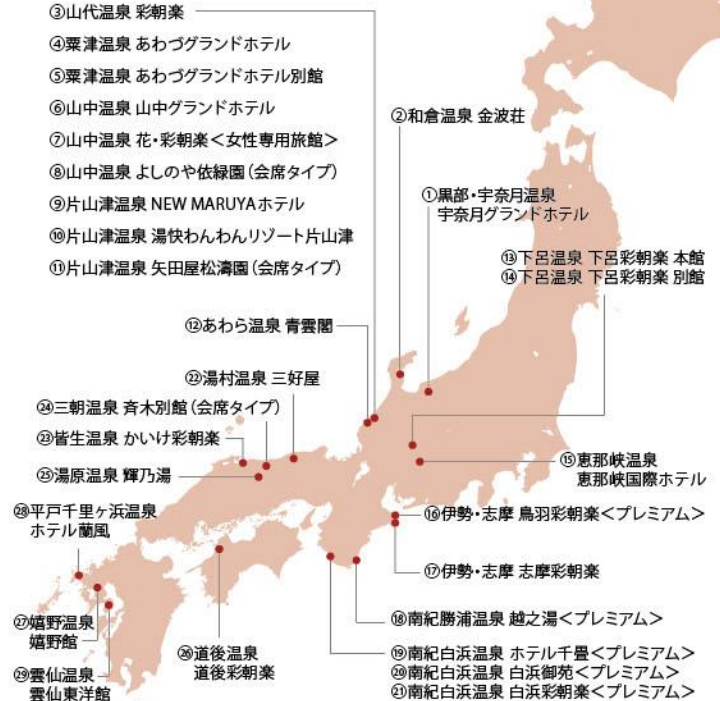 ③山代温泉 彩朝楽
④粟津温泉 あわづグランドホテル
⑤粟津温泉 あわづグランドホテル別館
⑥山中温泉 山中グランドホテル
⑦山中温泉 花・彩朝楽<女性専用旅館>
⑧山中温泉 よしのや依緑園(会席タイプ)
⑨片山津温泉 NEW MARUYAホテル
⑩片山津温泉 湯快わんわんリゾート片山津
⑪片山津温泉 矢田屋松濤園(会席タイプ)
②和倉温泉 金波荘
①黒部・宇奈月温泉
宇奈月グランドホテル
⑬下呂温泉 下呂彩朝楽 本館
⑭下呂温泉 下呂彩朝楽 別館
⑫あわら温泉 青雲閣
㉒湯村温泉 三好屋
㉔三朝温泉 斉木別館(会席タイプ)
㉓皆生温泉 かいけ彩朝楽
㉕湯原温泉 輝乃湯
⑮恵那峡温泉
恵那峡国際ホテル
㉘平戸千里ヶ浜温泉
ホテル蘭風
⑯伊勢・志摩 鳥羽彩朝楽<プレミアム>
⑰伊勢・志摩 志摩彩朝楽
⑱南紀勝浦温泉 越之湯<プレミアム>
㉗嬉野温泉
嬉野館
㉖道後温泉
道後彩朝楽
⑲南紀白浜温泉 ホテル千畳<プレミアム>
⑳南紀白浜温泉 白浜御苑<プレミアム>
㉑南紀白浜温泉 白浜彩朝楽<プレミアム>
㉙雲仙温泉
雲仙東洋館